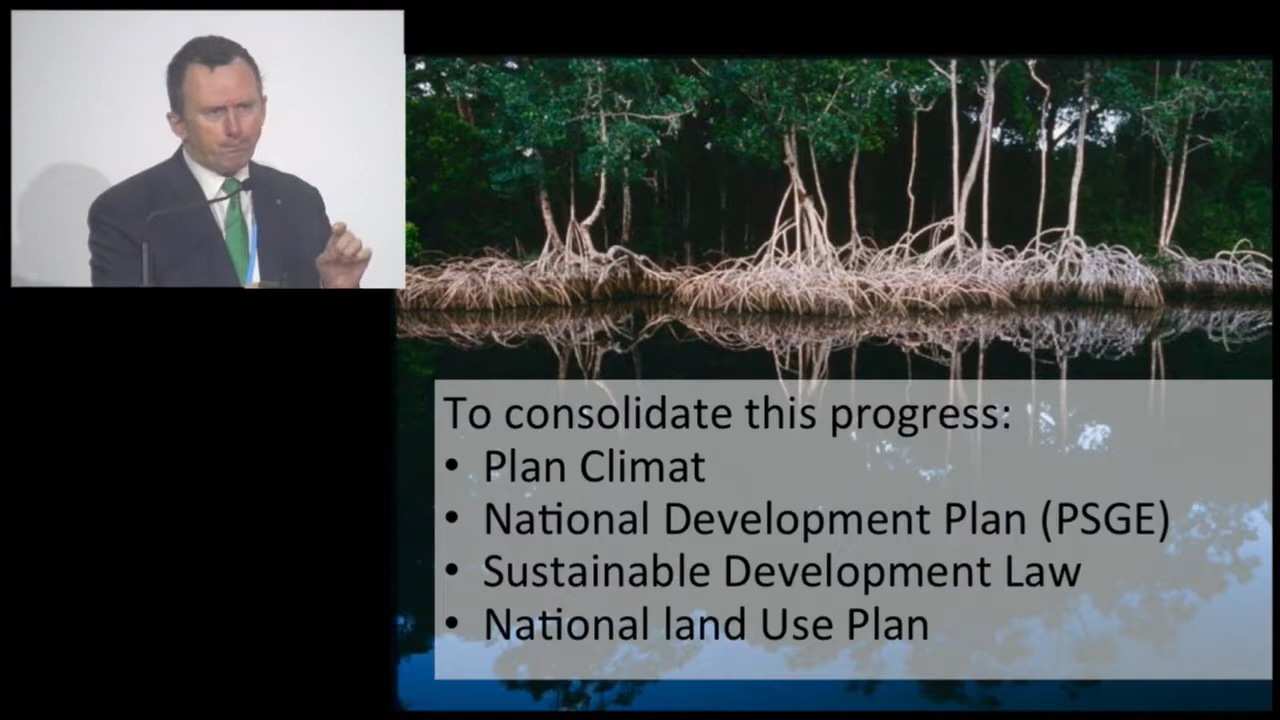 To consolidate this progress:
• Plan Climat
• National Development Plan (PSGE)
• Sustainable Development Law
• National land Use Plan